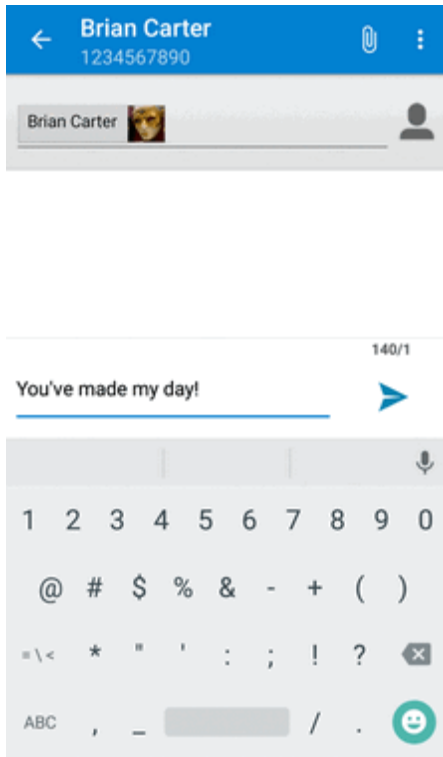 Brian Carter
1234567890
Brian Carter
140/1
You've made my day!
1 2 3 4 5 6 7 8 9 0
@ # $ % & - + ( )
= \ < * " ' : ; ! ?
ABC , _ / .